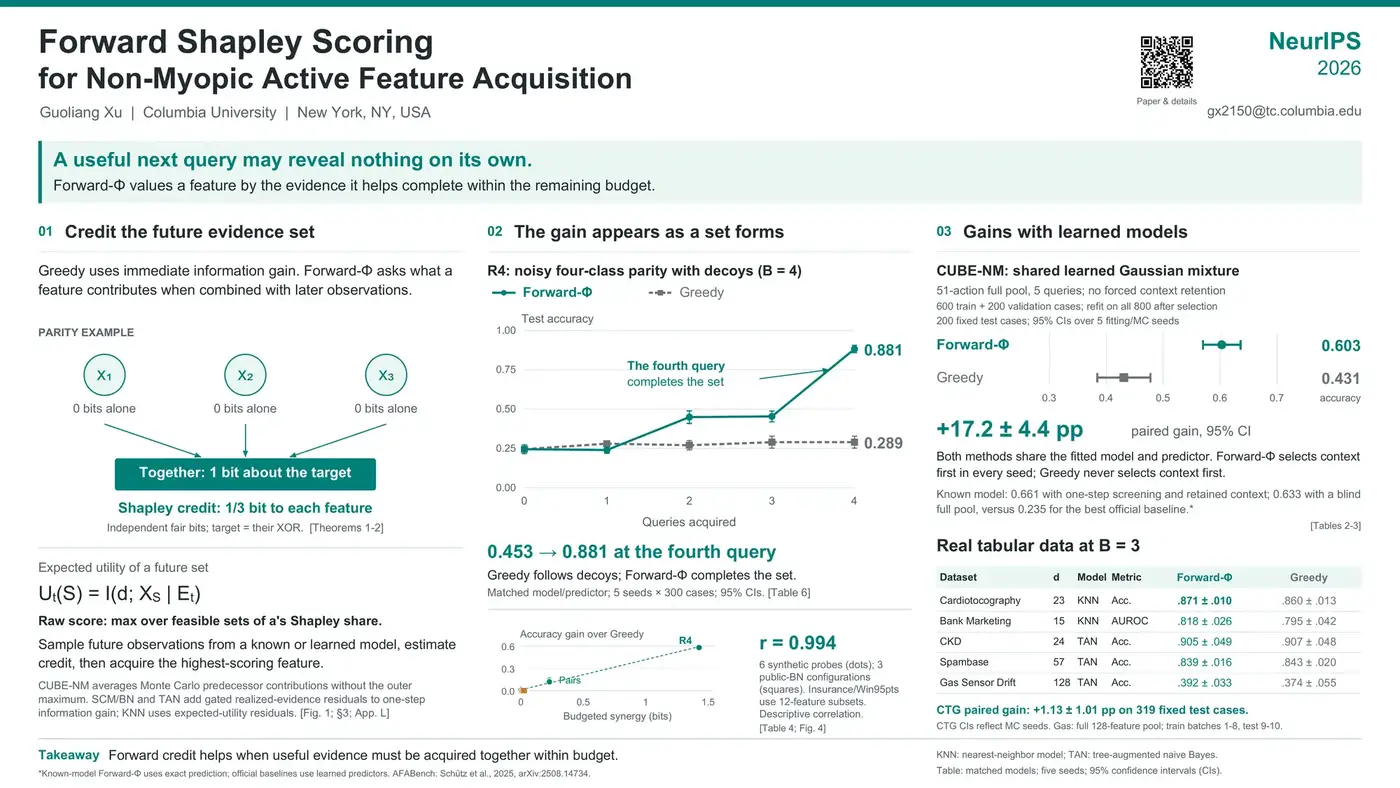 Forward Shapley Scoring
for Non-Myopic Active Feature Acquisition
Guoliang Xu | Columbia University | New York, NY, USA
Paper & details
NeurIPS
2026
gx2150@tc.columbia.edu
A useful next query may reveal nothing on its own.
Forward-Φ values a feature by the evidence it helps complete within the remaining budget.
01 Credit the future evidence set
Greedy uses immediate information gain. Forward-Φ asks what a
feature contributes when combined with later observations.
PARITY EXAMPLE
X₁ X₂ X₃
0 bits alone 0 bits alone 0 bits alone
Together: 1 bit about the target
Shapley credit: 1/3 bit to each feature
Independent fair bits; target = their XOR. [Theorems 1-2]
Expected utility of a future set
Uₜ(S) = I(d; X_S | Eₜ)
Raw score: max over feasible sets of a's Shapley share.
Sample future observations from a known or learned model, estimate
credit, then acquire the highest-scoring feature.
CUBE-NM averages Monte Carlo predecessor contributions without the outer
maximum. SCM/BN and TAN add gated realized-evidence residuals to one-step
information gain; KNN uses expected-utility residuals. [Fig. 1; §3; App. L]
02 The gain appears as a set forms
R4: noisy four-class parity with decoys (B = 4)
Forward-Φ Greedy
Test accuracy
1.00
0.75
0.50
0.25
0.00
The fourth query
completes the set
0.881
0.289
0 1 2 3 4
Queries acquired
0.453 → 0.881 at the fourth query
Greedy follows decoys; Forward-Φ completes the set.
Matched model/predictor; 5 seeds × 300 cases; 95% CIs. [Table 6]
Accuracy gain over Greedy
0.6
0.3
0.0
R4
Pairs
0 0.5 1 1.5
Budgeted synergy (bits)
r = 0.994
6 synthetic probes (dots); 3
public-BN configurations
(squares). Insurance/Win95pts
use 12-feature subsets.
Descriptive correlation.
[Table 4; Fig. 4]
03 Gains with learned models
CUBE-NM: shared learned Gaussian mixture
51-action full pool, 5 queries; no forced context retention
600 train + 200 validation cases; refit on all 800 after selection
200 fixed test cases; 95% CIs over 5 fitting/MC seeds
Forward-Φ 0.603
Greedy 0.431
0.3 0.4 0.5 0.6 0.7 accuracy
+17.2 ± 4.4 pp paired gain, 95% CI
Both methods share the fitted model and predictor. Forward-Φ selects context
first in every seed; Greedy never selects context first.
Known model: 0.661 with one-step screening and retained context; 0.633 with a blind
full pool, versus 0.235 for the best official baseline.*
[Tables 2-3]
Real tabular data at B = 3
Dataset d Model Metric Forward-Φ Greedy
Cardiotocography 23 KNN Acc. .871 ± .010 .860 ± .013
Bank Marketing 15 KNN AUROC .818 ± .026 .795 ± .042
CKD 24 TAN Acc. .905 ± .049 .907 ± .048
Spambase 57 TAN Acc. .839 ± .016 .843 ± .020
Gas Sensor Drift 128 TAN Acc. .392 ± .033 .374 ± .055
CTG paired gain: +1.13 ± 1.01 pp on 319 fixed test cases.
CTG CIs reflect MC seeds. Gas: full 128-feature pool; train batches 1-8, test 9-10.
Takeaway Forward credit helps when useful evidence must be acquired together within budget.
*Known-model Forward-Φ uses exact prediction; official baselines use learned predictors. AFABench: Schütz et al., 2025, arXiv:2508.14734.
KNN: nearest-neighbor model; TAN: tree-augmented naive Bayes.
Table: matched models; five seeds; 95% confidence intervals (CIs).